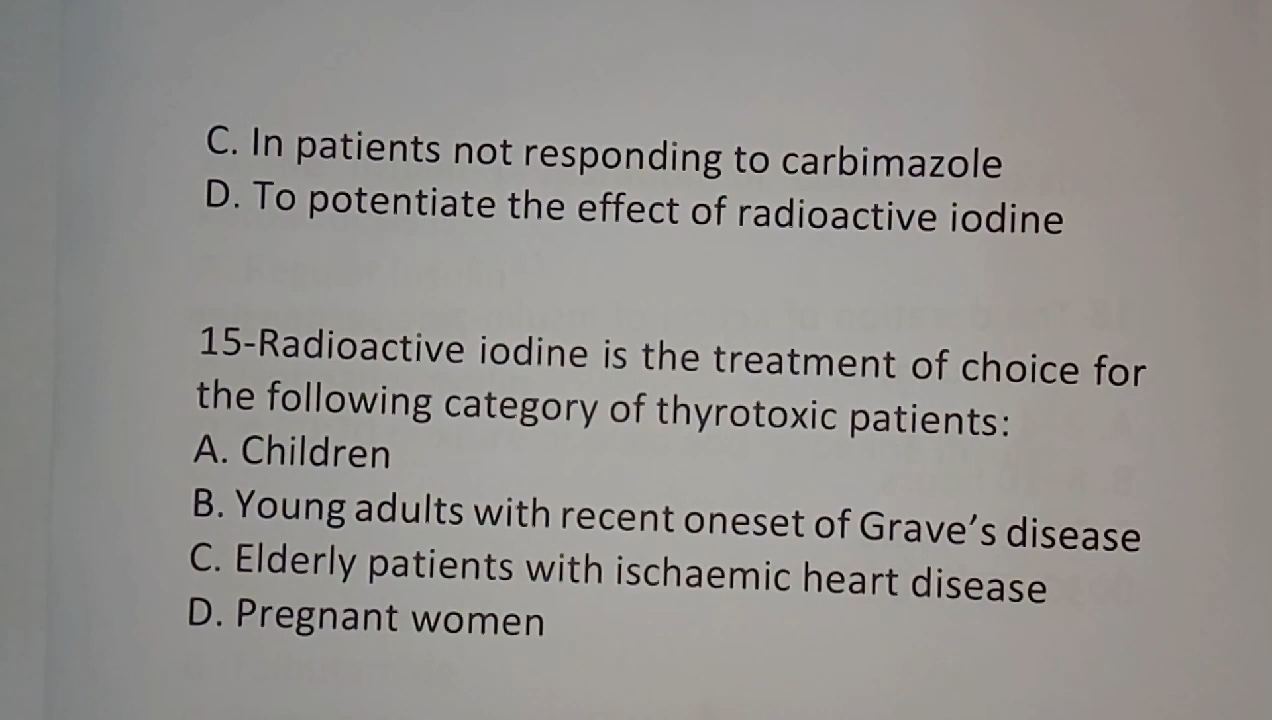 C. In patients not responding to carbimazole
D. To potentiate the effect of radioactive iodine
15-Radioactive iodine is the treatment of choice for
the following category of thyrotoxic patients:
A. Children
B. Young adults with recent oneset of Grave's disease
C. Elderly patients with ischaemic heart disease
D. Pregnant women